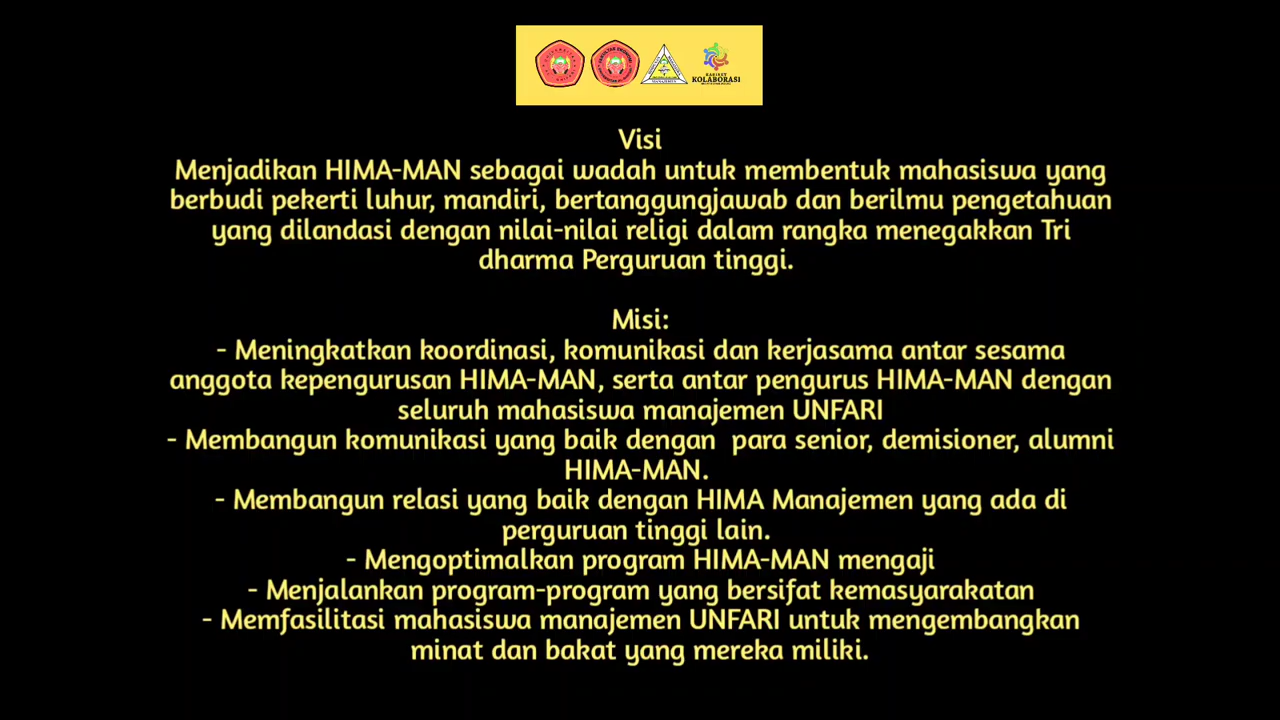 KABINET
KOLABORASI
Visi
Menjadikan HIMA-MAN sebagai wadah untuk membentuk mahasiswa yang
berbudi pekerti luhur, mandiri, bertanggungjawab dan berilmu pengetahuan
yang dilandasi dengan nilai-nilai religi dalam rangka menegakkan Tri
dharma Perguruan tinggi.
Misi:
- Meningkatkan koordinasi, komunikasi dan kerjasama antar sesama
anggota kepengurusan HIMA-MAN, serta antar pengurus HIMA-MAN dengan
seluruh mahasiswa manajemen UNFARI
- Membangun komunikasi yang baik dengan  para senior, demisioner, alumni
HIMA-MAN.
- Membangun relasi yang baik dengan HIMA Manajemen yang ada di
perguruan tinggi lain.
- Mengoptimalkan program HIMA-MAN mengaji
- Menjalankan program-program yang bersifat kemasyarakatan
- Memfasilitasi mahasiswa manajemen UNFARI untuk mengembangkan
minat dan bakat yang mereka miliki.